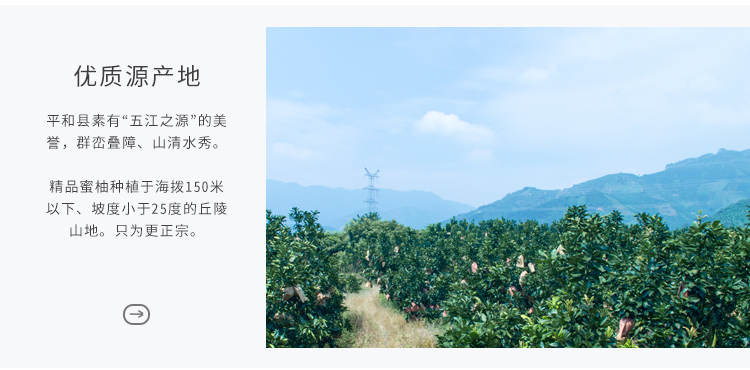 优质源产地
平和县素有“五江之源”的美
誉，群峦叠障、山清水秀。
精品蜜柚种植于海拨150米
以下、坡度小于25度的丘陵
山地。只为更正宗。